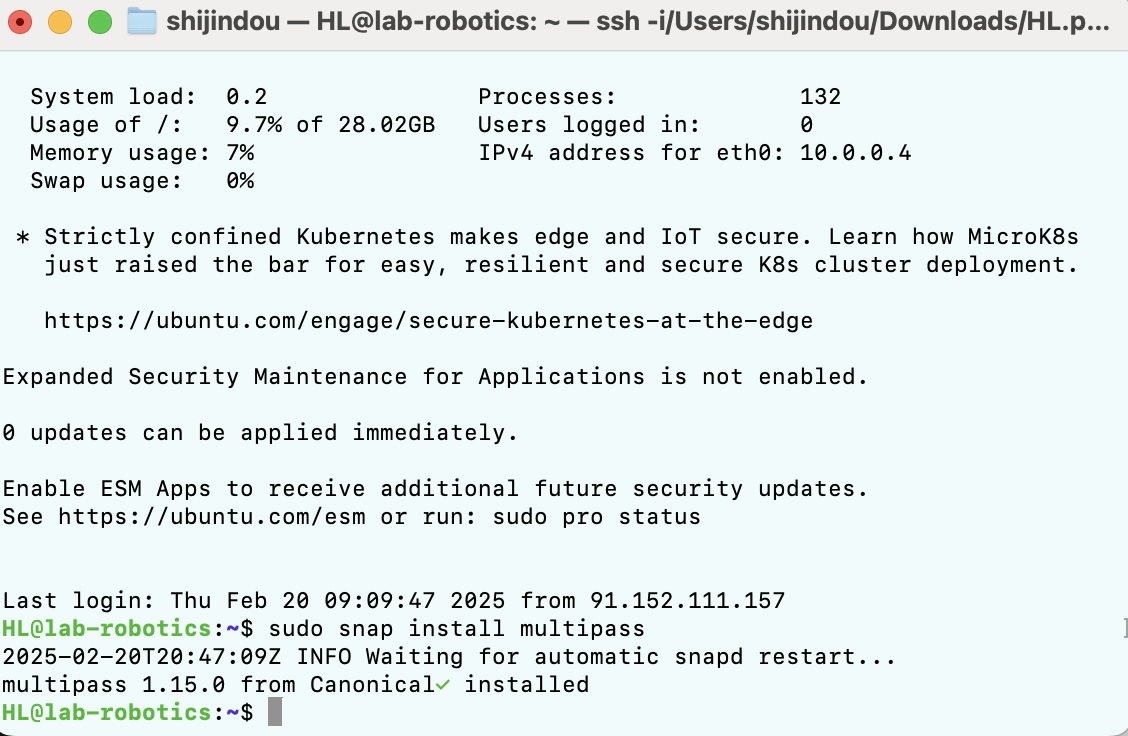 shijindou — HL@lab-robotics: ~ — ssh -i/Users/shijindou/Downloads/HL.p...
System load: 0.2 Processes: 132
Usage of /: 9.7% of 28.02GB Users logged in: 0
Memory usage: 7% IPv4 address for eth0: 10.0.0.4
Swap usage: 0%
* Strictly confined Kubernetes makes edge and IoT secure. Learn how MicroK8s
just raised the bar for easy, resilient and secure K8s cluster deployment.
https://ubuntu.com/engage/secure-kubernetes-at-the-edge
Expanded Security Maintenance for Applications is not enabled.
0 updates can be applied immediately.
Enable ESM Apps to receive additional future security updates.
See https://ubuntu.com/esm or run: sudo pro status
Last login: Thu Feb 20 09:09:47 2025 from 91.152.111.157
HL@lab-robotics:~$ sudo snap install multipass
2025-02-20T20:47:09Z INFO Waiting for automatic snapd restart...
multipass 1.15.0 from Canonical✓ installed
HL@lab-robotics:~$